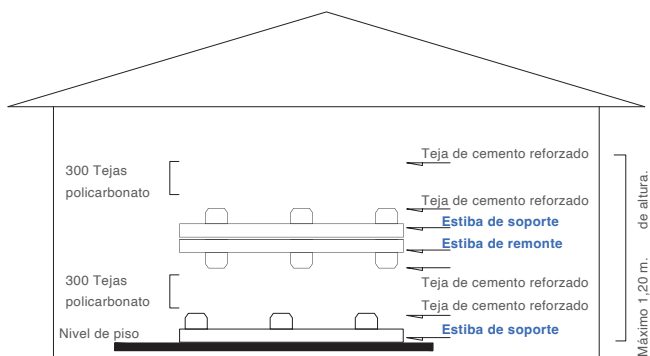 Teja de cemento reforzado
300 Tejas
policarbonato
Teja de cemento reforzado
Estiba de soporte
Estiba de remonte
300 Tejas
policarbonato
Teja de cemento reforzado
Teja de cemento reforzado
Nivel de piso
Estiba de soporte
Máximo 1,20 m. de altura.